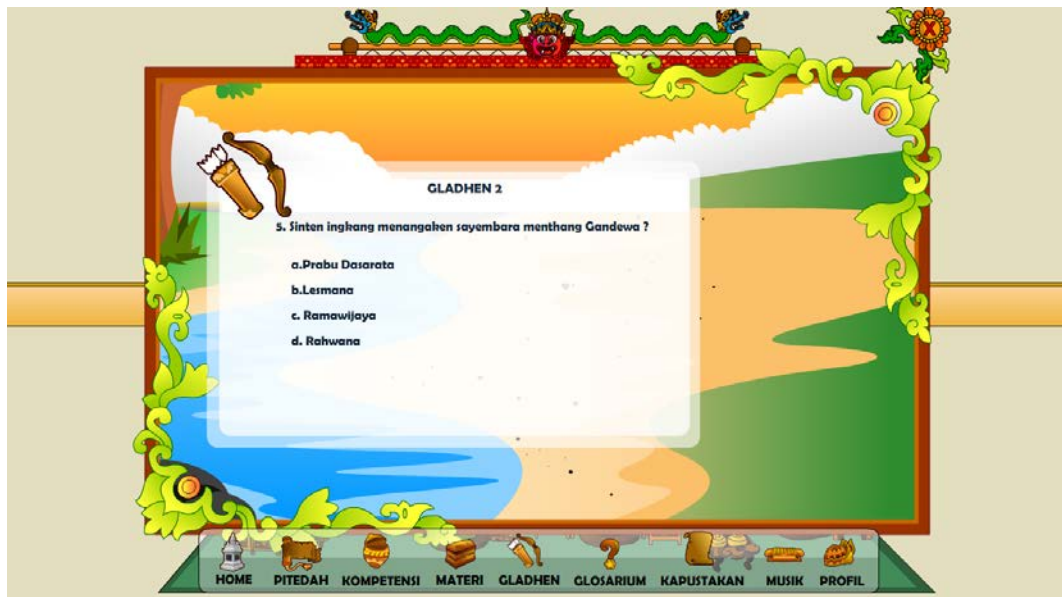 X
GLADHEN 2
5. Sinten ingkang menangaken sayembara menthang Gandewa ?
a.Prabu Dasarata
b.Lesmana
c. Ramawijaya
d. Rahwana
HOME PITEDAH KOMPETENSI MATERI GLADHEN GLOSARIUM KAPUSTAKAN MUSIK PROFIL